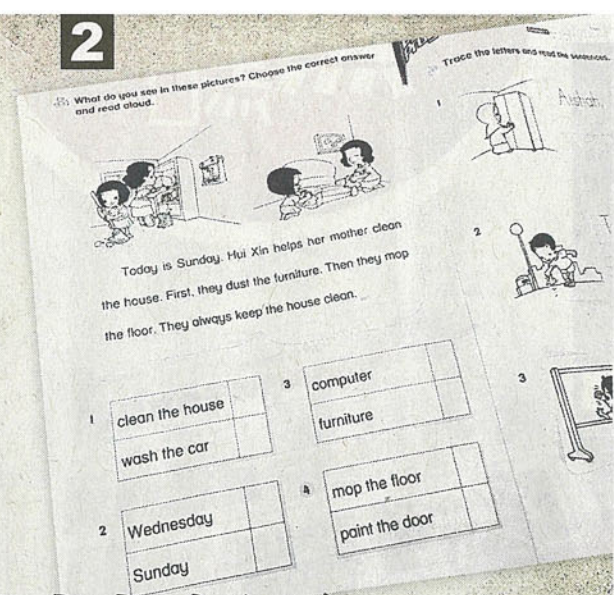 2
What do you see in these pictures? Choose the correct answer
and read aloud.
Today is Sunday. Hui Xin helps her mother clean
the house. First, they dust the furniture. Then they mop
the floor. They always keep the house clean.
1
clean the house
wash the car
2
Wednesday
Sunday
3
computer
furniture
4
mop the floor
paint the door
Trace the letters and read the sentences.
1
2
3